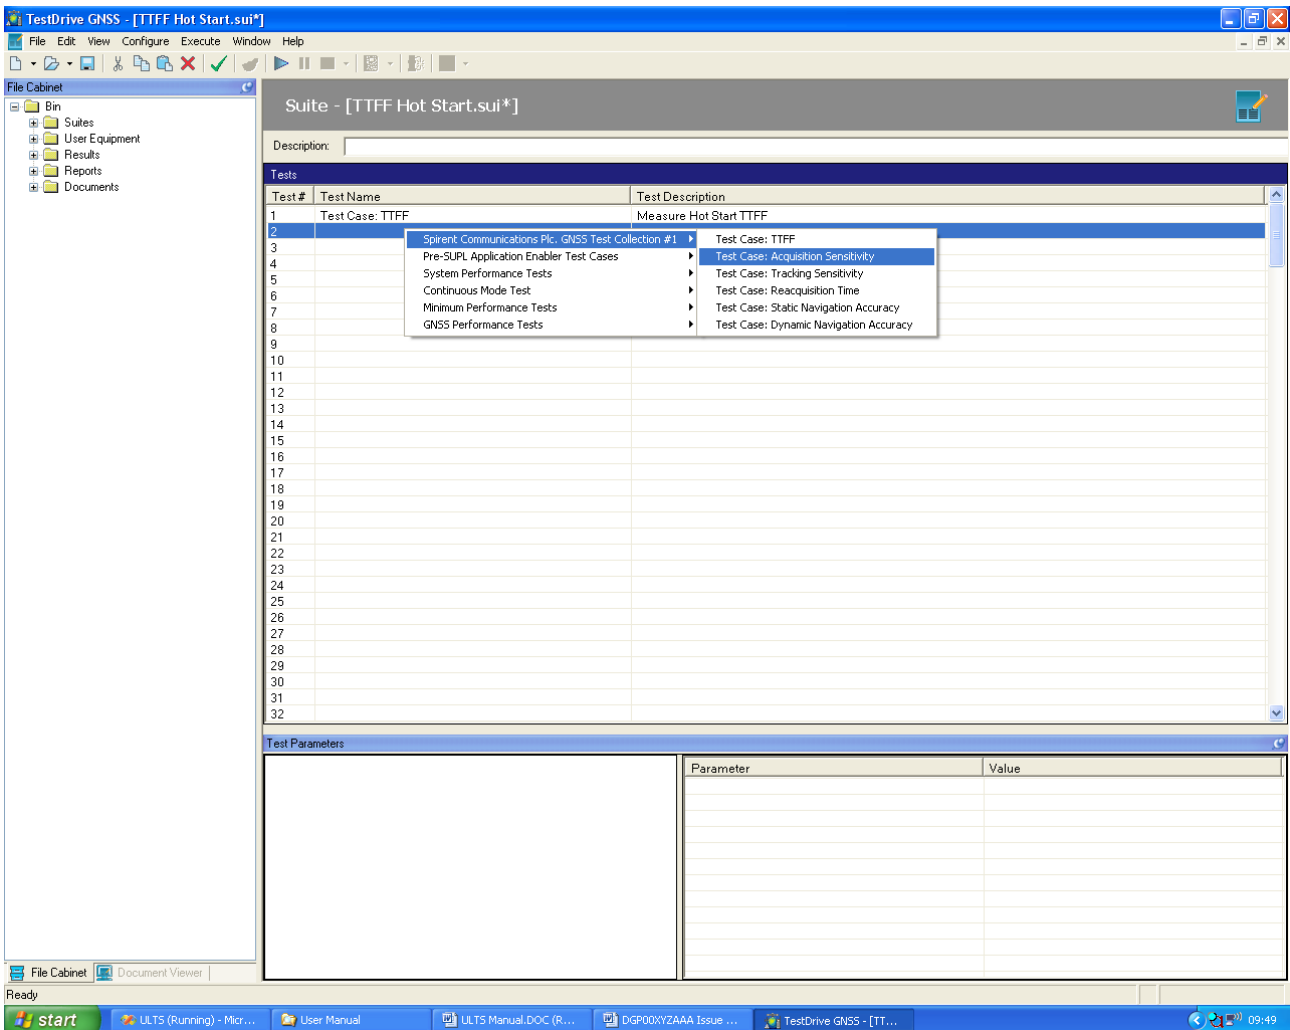 TestDrive GNSS - [TTFF Hot Start.sui*]
File Edit View Configure Execute Window Help
File Cabinet
Suite - [TTFF Hot Start.sui*]
Bin
Suites
User Equipment
Results
Reports
Documents
Description:
Tests
Test # Test Name Test Description
1 Test Case: TTFF Measure Hot Start TTFF
2
3
4
5
6
7
8
9
10
11
12
13
14
15
16
17
18
19
20
21
22
23
24
25
26
27
28
29
30
31
32
Spirent Communications Plc. GNSS Test Collection #1
Pre-SUPL Application Enabler Test Cases
System Performance Tests
Continuous Mode Test
Minimum Performance Tests
GNSS Performance Tests
Test Case: TTFF
Test Case: Acquisition Sensitivity
Test Case: Tracking Sensitivity
Test Case: Reacquisition Time
Test Case: Static Navigation Accuracy
Test Case: Dynamic Navigation Accuracy
Test Parameters
Parameter Value
File Cabinet Document Viewer
Ready
start ULTS (Running) - Micr... User Manual ULTS Manual.DOC (R... DGP00XYZAAA Issue ... TestDrive GNSS - [TT... 09:49